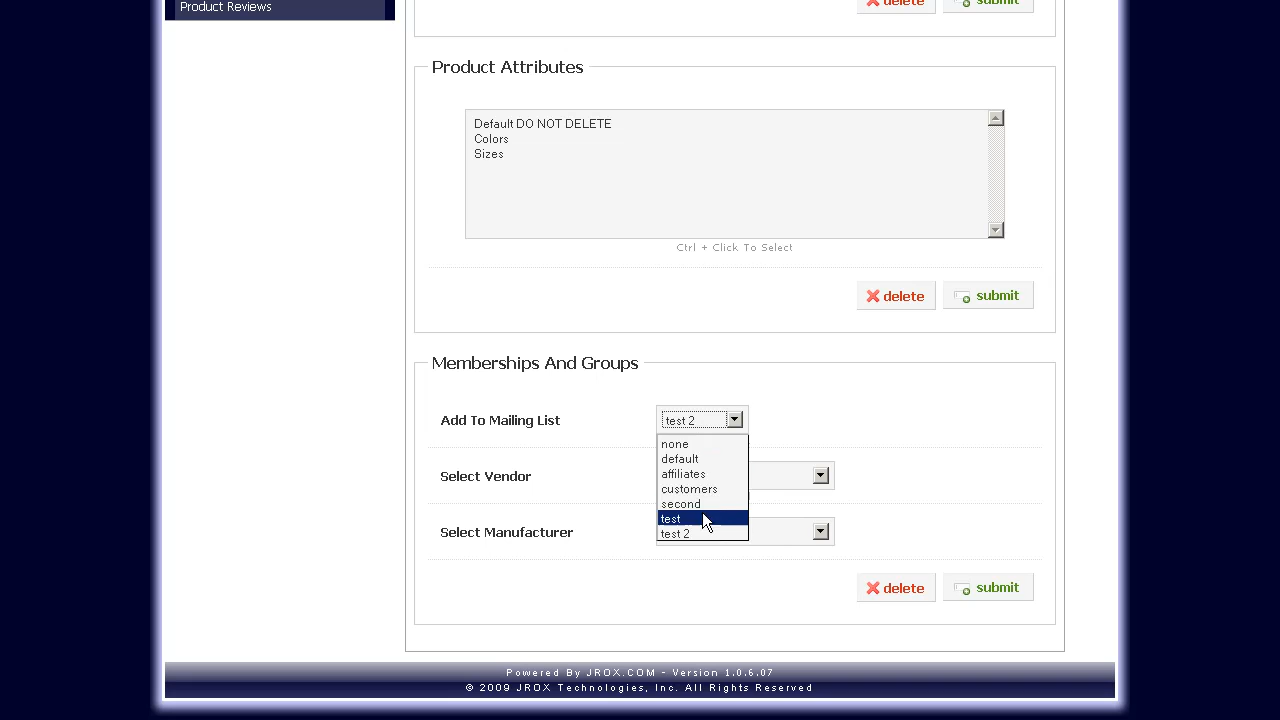 Product Reviews
delete
submit
Product Attributes
Default DO NOT DELETE
Colors
Sizes
Ctrl + Click To Select
delete
submit
Memberships And Groups
Add To Mailing List
test 2
none
default
affiliates
customers
second
test
test 2
Select Vendor
Select Manufacturer
delete
submit
Powered By JROX.COM - Version 1.0.6.07
© 2009 JROX Technologies, Inc. All Rights Reserved